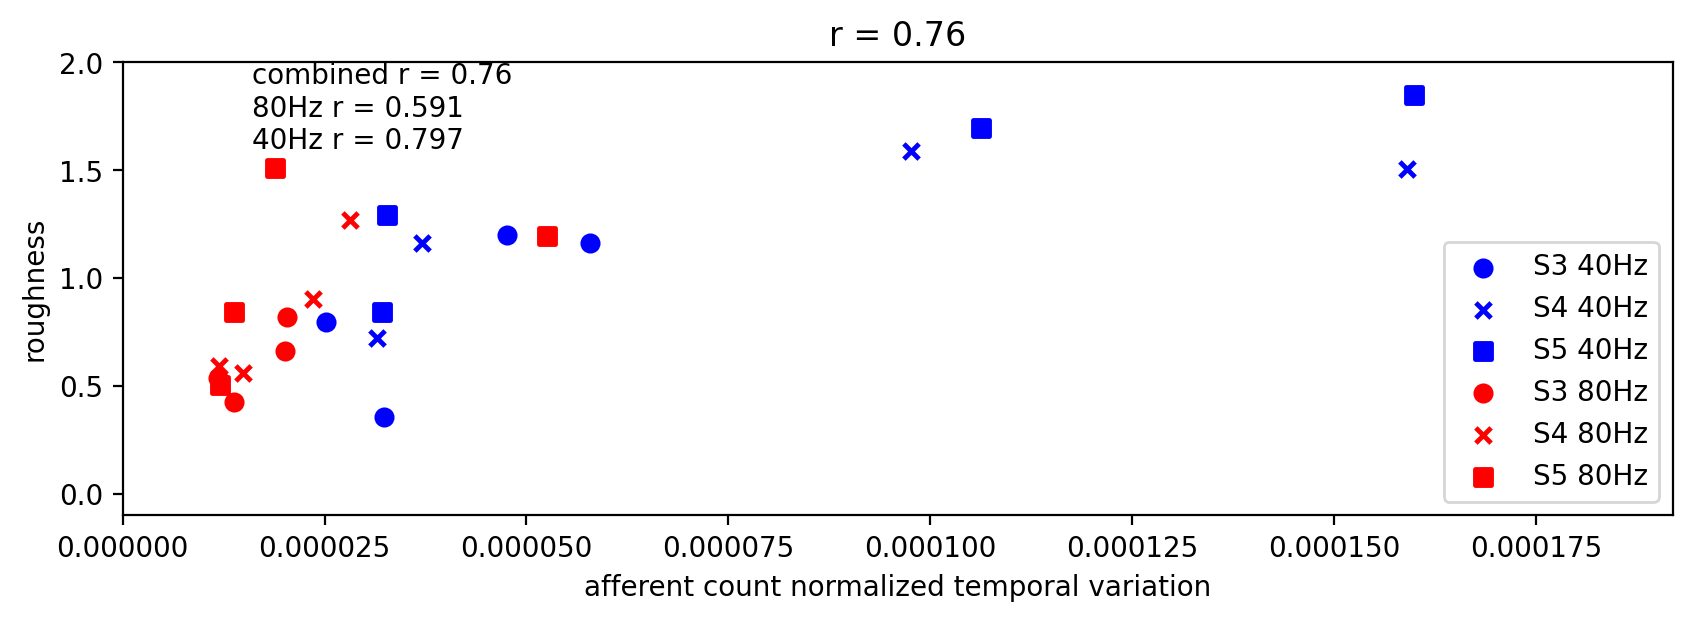 r = 0.76
combined r = 0.76
80Hz r = 0.591
40Hz r = 0.797
2.0
1.5
1.0
0.5
0.0
roughness
S3 40Hz
S4 40Hz
S5 40Hz
S3 80Hz
S4 80Hz
S5 80Hz
0.000000 0.000025 0.000050 0.000075 0.000100 0.000125 0.000150 0.000175
afferent count normalized temporal variation